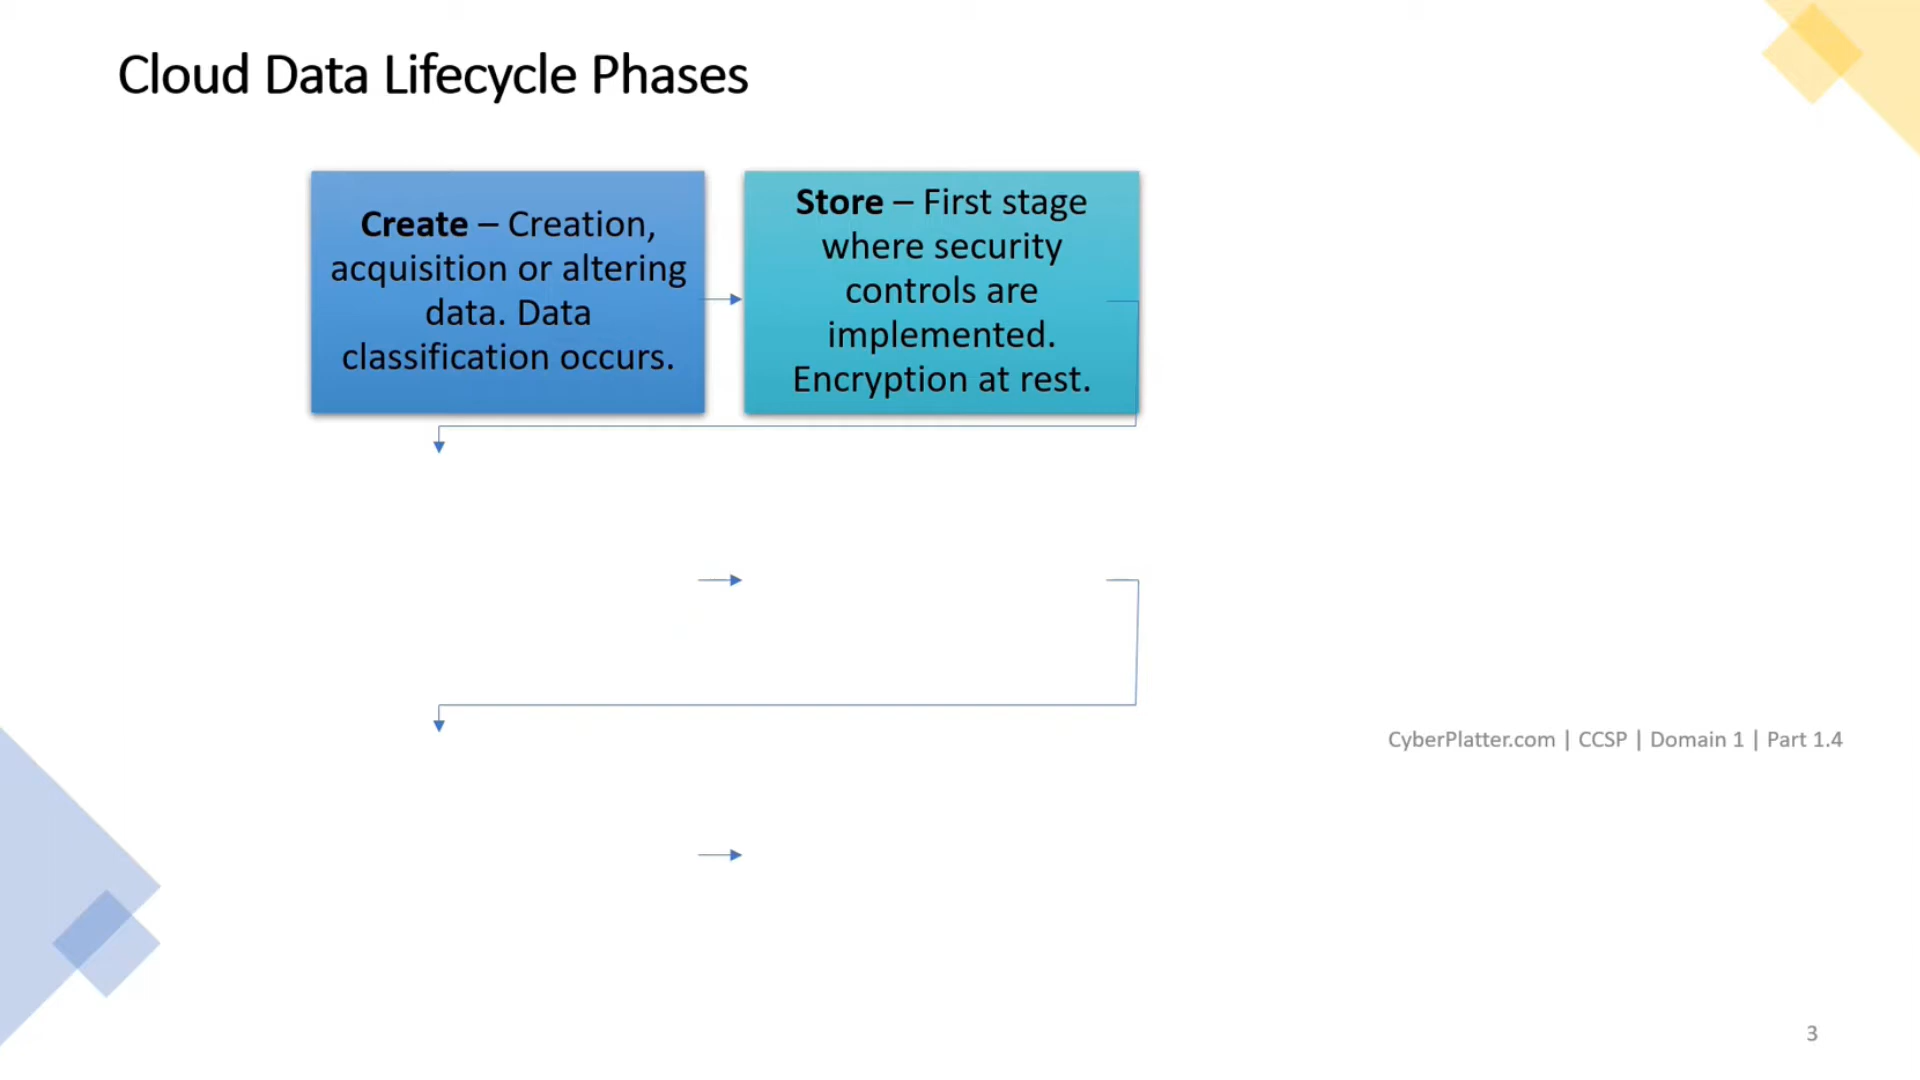 Cloud Data Lifecycle Phases
Create – Creation,
acquisition or altering
data. Data
classification occurs.
Store – First stage
where security
controls are
implemented.
Encryption at rest.
CyberPlatter.com | CCSP | Domain 1 | Part 1.4
3